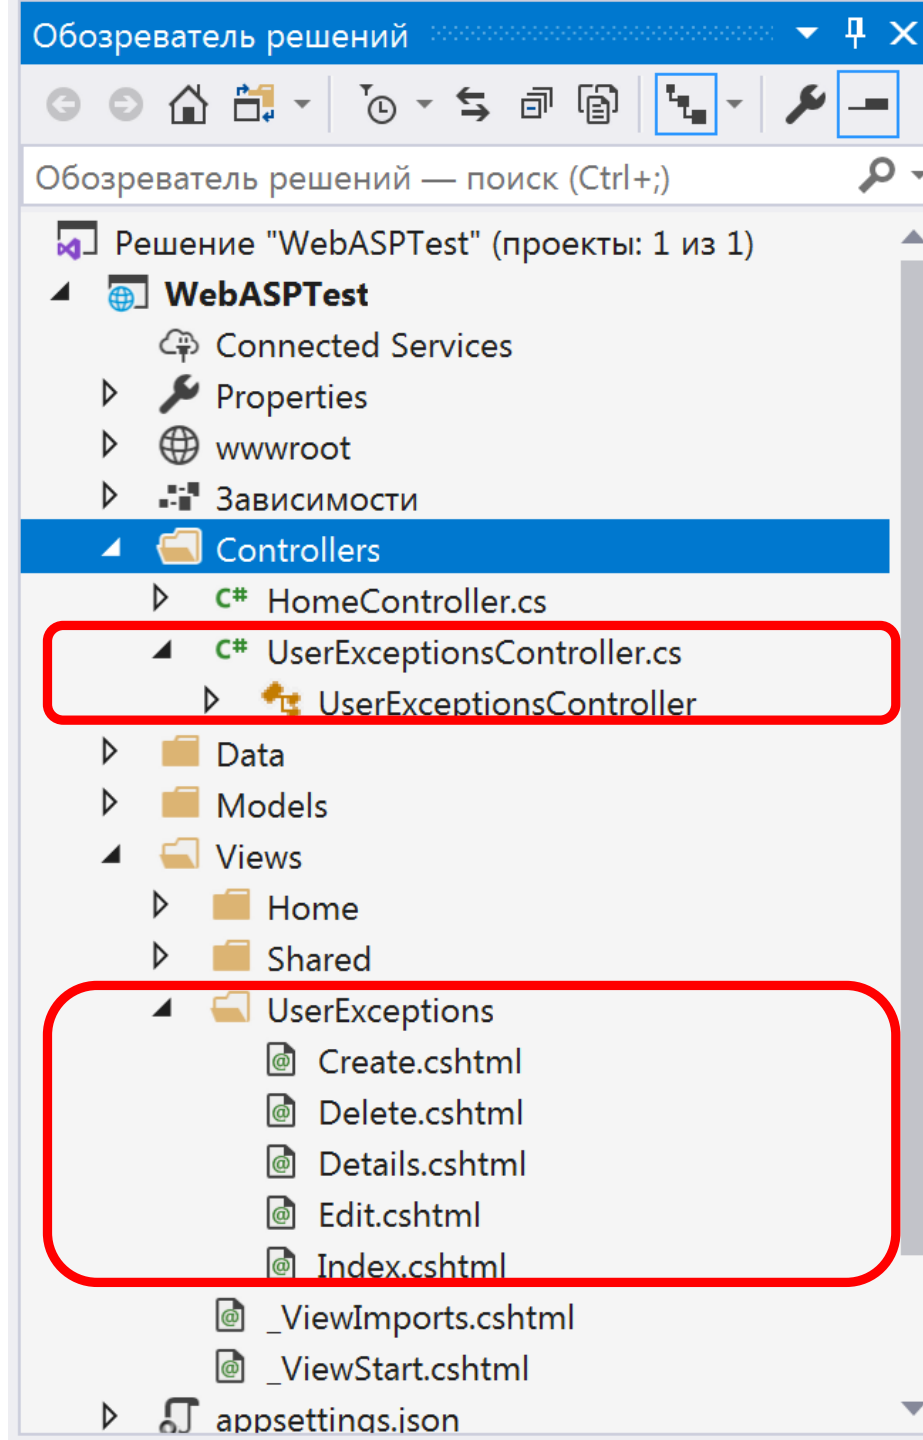 Обозреватель решений
Обозреватель решений — поиск (Ctrl+;)
Решение "WebASPTest" (проекты: 1 из 1)
WebASPTest
Connected Services
Properties
wwwroot
Зависимости
Controllers
C# HomeController.cs
C# UserExceptionsController.cs
UserExceptionsController
Data
Models
Views
Home
Shared
UserExceptions
Create.cshtml
Delete.cshtml
Details.cshtml
Edit.cshtml
Index.cshtml
_ViewImports.cshtml
_ViewStart.cshtml
appsettings.json